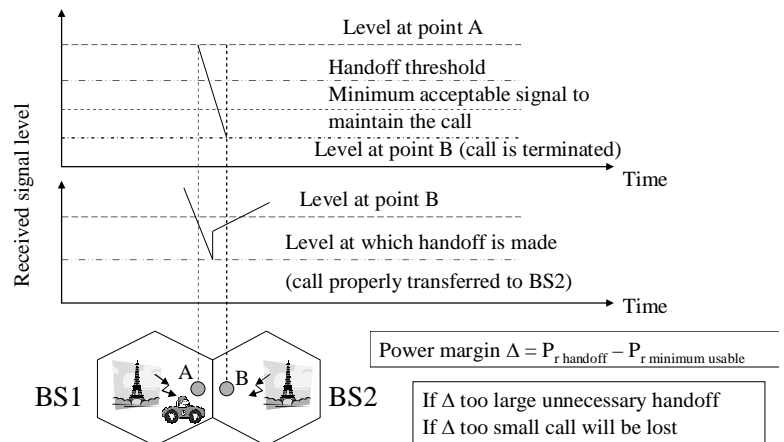 Received signal level
Level at point A
Handoff threshold
Minimum acceptable signal to
maintain the call
Level at point B (call is terminated)
Time
Level at point B
Level at which handoff is made
(call properly transferred to BS2)
Time
BS1
A
B
BS2
Power margin Δ = P_r handoff – P_r minimum usable
If Δ too large unnecessary handoff
If Δ too small call will be lost